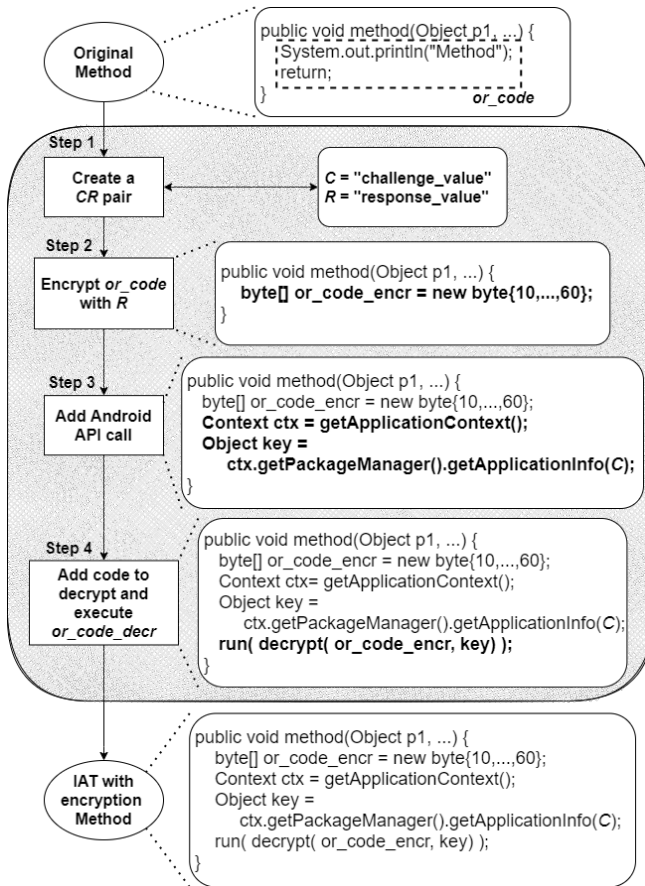 Original
Method
public void method(Object p1, ...) {
System.out.println("Method");
return;
}
or_code
Step 1
Create a
CR pair
C = "challenge_value"
R = "response_value"
Step 2
Encrypt or_code
with R
public void method(Object p1, ...) {
byte[] or_code_encr = new byte{10,...,60};
}
Step 3
Add Android
API call
public void method(Object p1, ...) {
byte[] or_code_encr = new byte{10,...,60};
Context ctx = getApplicationContext();
Object key =
ctx.getPackageManager().getApplicationInfo(C);
}
Step 4
Add code to
decrypt and
execute
or_code_decr
public void method(Object p1, ...) {
byte[] or_code_encr = new byte{10,...,60};
Context ctx= getApplicationContext();
Object key =
ctx.getPackageManager().getApplicationInfo(C);
run( decrypt( or_code_encr, key) );
}
IAT with
encryption
Method
public void method(Object p1, ...) {
byte[] or_code_encr = new byte{10,...,60};
Context ctx = getApplicationContext();
Object key =
ctx.getPackageManager().getApplicationInfo(C);
run( decrypt( or_code_encr, key) );
}